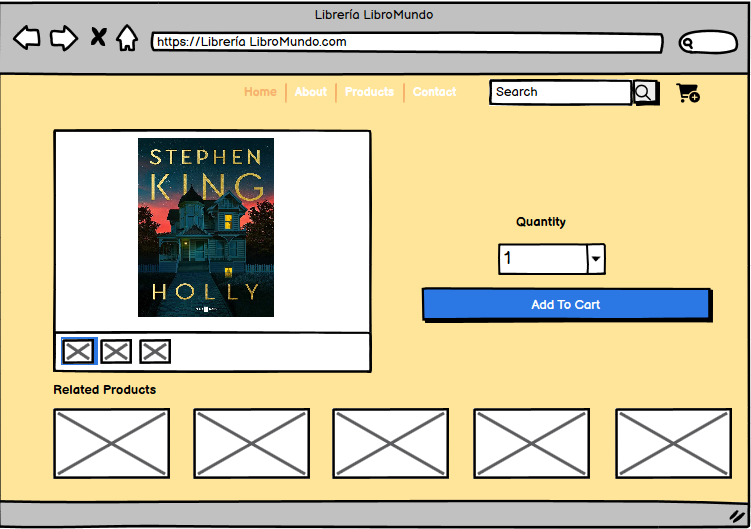 Librería LibroMundo
https://Librería LibroMundo.com
Home About Products Contact Search
STEPHEN
KING
HOLLY
Quantity
1
Add To Cart
Related Products